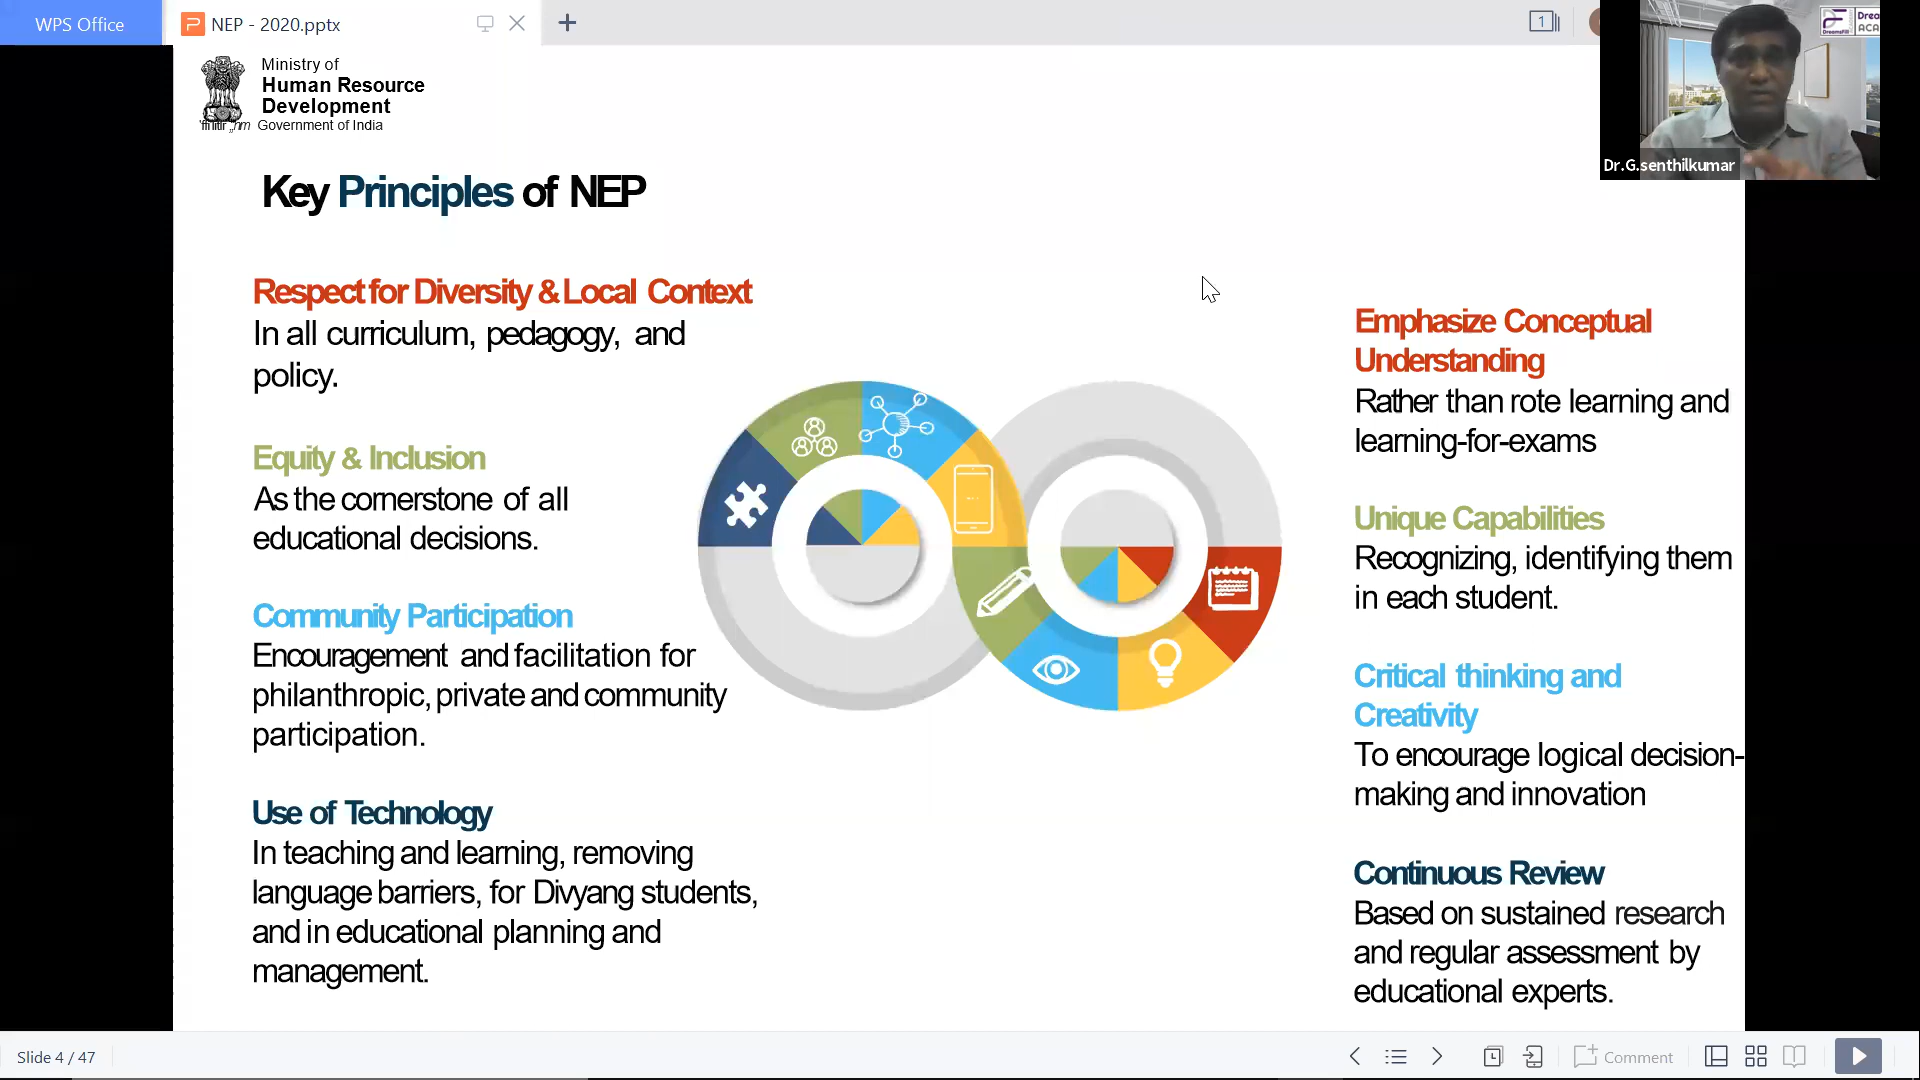 WPS Office
NEP - 2020.pptx
1
Ministry of
Human Resource
Development
Government of India
Dr.G.senthilkumar
Key Principles of NEP
Respect for Diversity & Local Context
In all curriculum, pedagogy, and
policy.
Equity & Inclusion
As the cornerstone of all
educational decisions.
Community Participation
Encouragement and facilitation for
philanthropic, private and community
participation.
Use of Technology
In teaching and learning, removing
language barriers, for Divyang students,
and in educational planning and
management.
Emphasize Conceptual
Understanding
Rather than rote learning and
learning-for-exams
Unique Capabilities
Recognizing, identifying them
in each student.
Critical thinking and
Creativity
To encourage logical decision-
making and innovation
Continuous Review
Based on sustained research
and regular assessment by
educational experts.
Slide 4 / 47
Comment